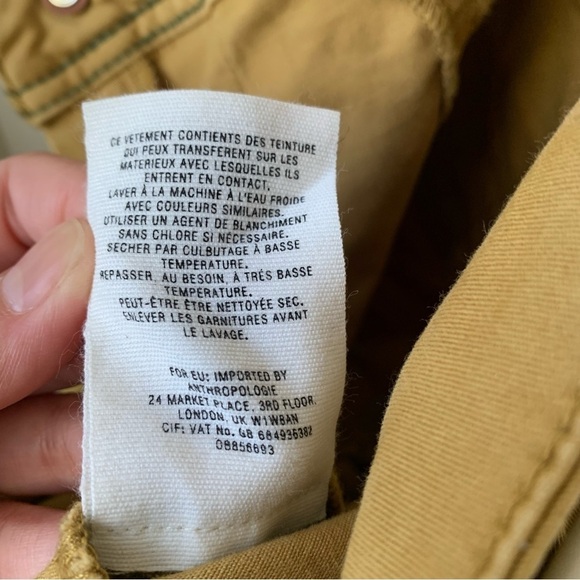 CE VETEMENT CONTIENTS DES TEINTURE
QUI PEUX TRANSFERENT SUR LES
MATERIEUX AVEC LESQUELLES ILS
ENTRENT EN CONTACT,
LAVER À LA MACHINE À L'EAU FROIDE
AVEC COULEURS SIMILAIRES.
UTILISER UN AGENT DE BLANCHIMENT
SANS CHLORE SI NÉCESSAIRE.
SECHER PAR CULBUTAGE À BASSE
TEMPERATURE.
REPASSER, AU BESOIN, À TRÈS BASSE
TEMPERATURE.
PEUT-ÊTRE ÊTRE NETTOYÉE SEC.
ENLEVER LES GARNITURES AVANT
LE LAVAGE.
FOR EU: IMPORTED BY
ANTHROPOLOGIE
24 MARKET PLACE, 3RD FLOOR
LONDON, UK W1W8AN
CIF: VAT No. GB 684935382
08856693